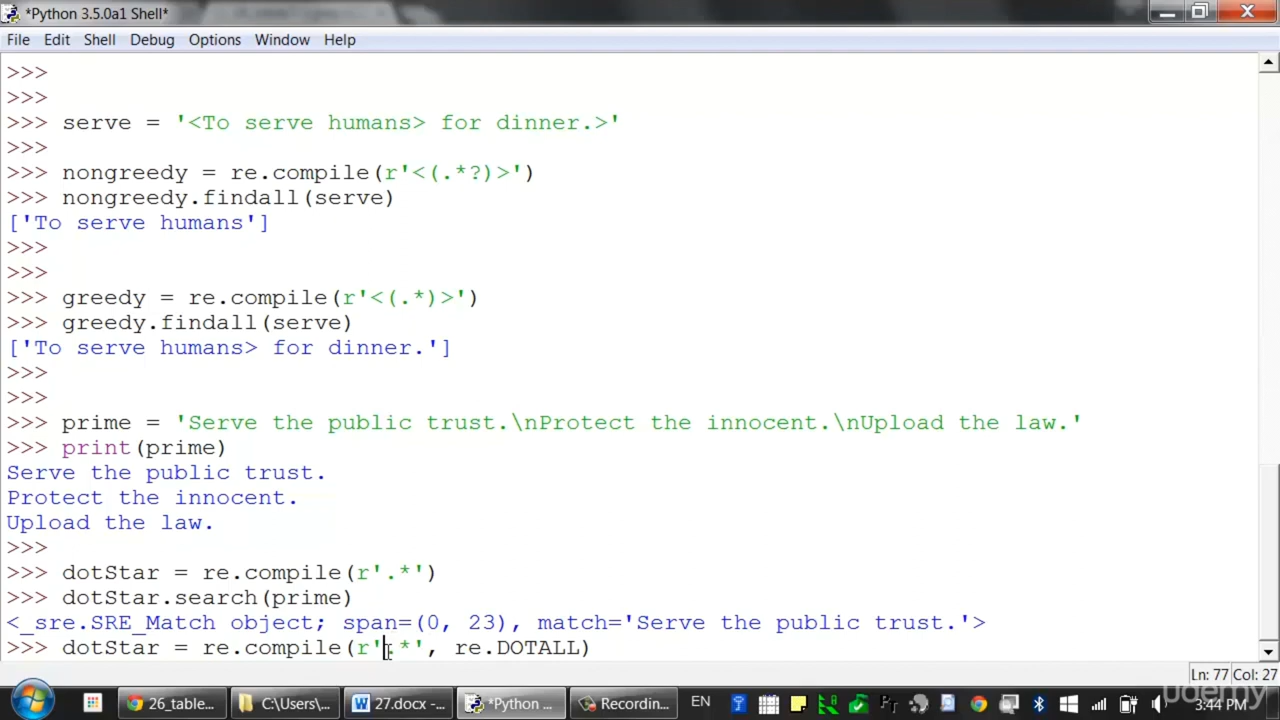 *Python 3.5.0a1 Shell*
File Edit Shell Debug Options Window Help
>>>
>>>
>>> serve = '<To serve humans> for dinner.>'
>>>
>>> nongreedy = re.compile(r'<(.*?)>')
>>> nongreedy.findall(serve)
['To serve humans']
>>>
>>>
>>> greedy = re.compile(r'<(.*)>')
>>> greedy.findall(serve)
['To serve humans> for dinner.']
>>>
>>>
>>> prime = 'Serve the public trust.\nProtect the innocent.\nUpload the law.'
>>> print(prime)
Serve the public trust.
Protect the innocent.
Upload the law.
>>>
>>> dotStar = re.compile(r'.*')
>>> dotStar.search(prime)
<_sre.SRE_Match object; span=(0, 23), match='Serve the public trust.'>
>>> dotStar = re.compile(r'.*', re.DOTALL)
Ln: 77 Col: 27
26_table... C:\Users\... 27.docx -... *Python ... Recordin... EN 3:44 PM
udemy